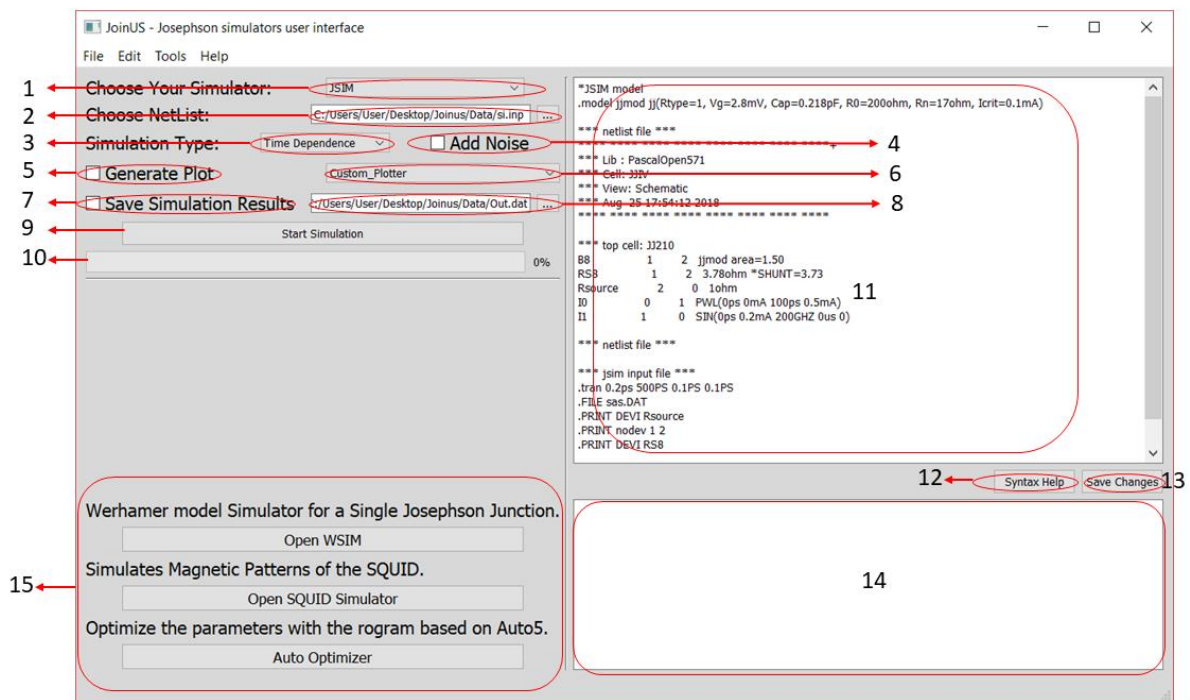 JoinUS - Josephson simulators user interface
File Edit Tools Help
1 Choose Your Simulator: JSIM
2 Choose NetList: C:/Users/User/Desktop/Joinus/Data/si.inp ...
3 Simulation Type: Time Dependence Add Noise 4
5 Generate Plot Custom_Plotter 6
7 Save Simulation Results :/Users/User/Desktop/Joinus/Data/Out.dat ... 8
9 Start Simulation
10 0%
*JSIM model
.model jjmod jj(Rtype=1, Vg=2.8mV, Cap=0.218pF, R0=200ohm, Rn=17ohm, Icrit=0.1mA)
*** netlist file ***
**** **** **** **** **** **** **** ****+
*** Lib : PascalOpen571
*** Cell: JJIV
*** View: Schematic
*** Aug 25 17:54:12 2018
**** **** **** **** **** **** **** ****
*** top cell: JJ210
B8 1 2 jjmod area=1.50
RS8 1 2 3.78ohm *SHUNT=3.73
Rsource 2 0 1ohm
I0 0 1 PWL(0ps 0mA 100ps 0.5mA)
I1 1 0 SIN(0ps 0.2mA 200GHZ 0us 0)
11
*** netlist file ***
*** jsim input file ***
.tran 0.2ps 500PS 0.1PS 0.1PS
.FILE sas.DAT
.PRINT DEVI Rsource
.PRINT nodev 1 2
.PRINT DEVI RS8
12 Syntax Help Save Changes 13
14
15
Werhamer model Simulator for a Single Josephson Junction.
Open WSIM
Simulates Magnetic Patterns of the SQUID.
Open SQUID Simulator
Optimize the parameters with the rogram based on Auto5.
Auto Optimizer